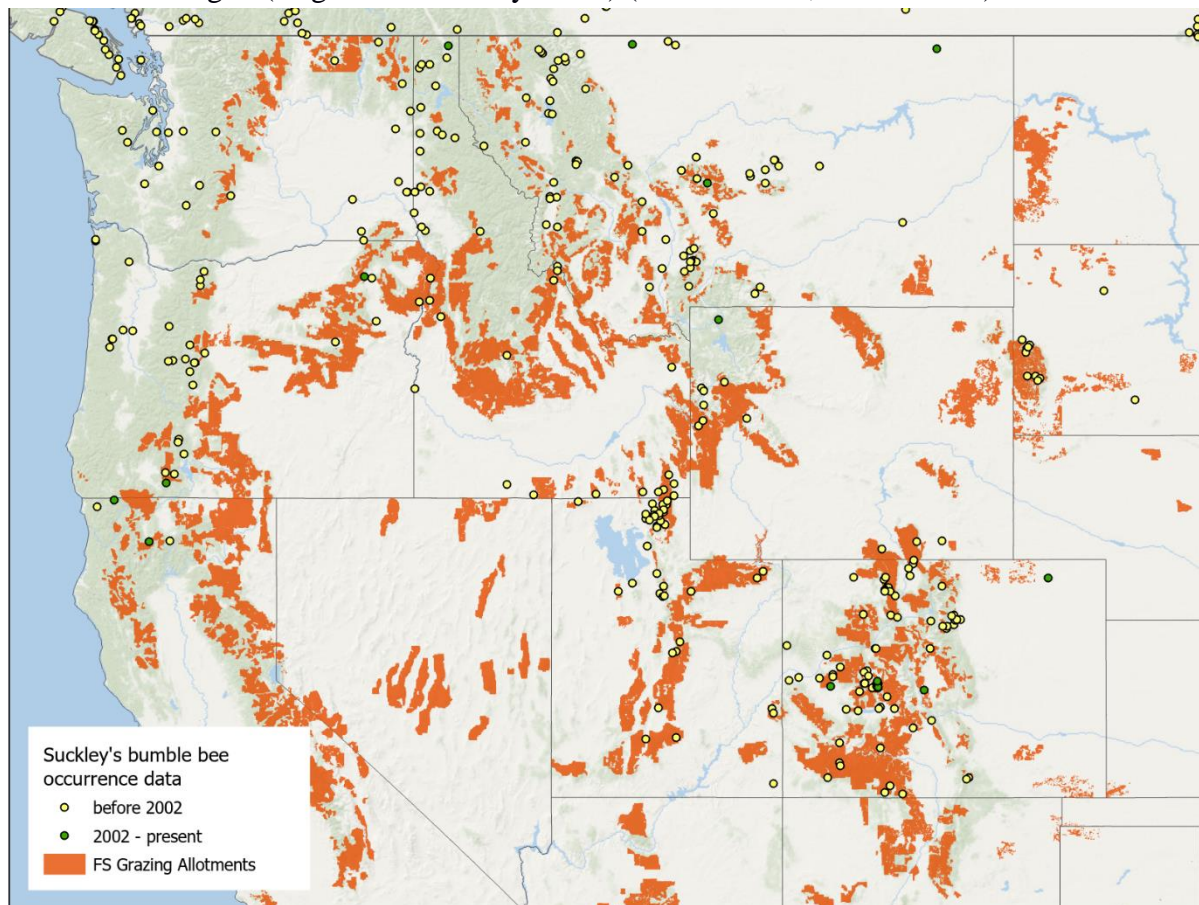 Suckley's bumble bee
occurrence data
before 2002
2002 - present
FS Grazing Allotments